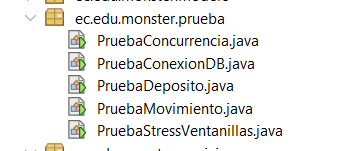 ec.edu.monster.prueba
PruebaConcurrencia.java
PruebaConexionDB.java
PruebaDeposito.java
PruebaMovimiento.java
PruebaStressVentanillas.java